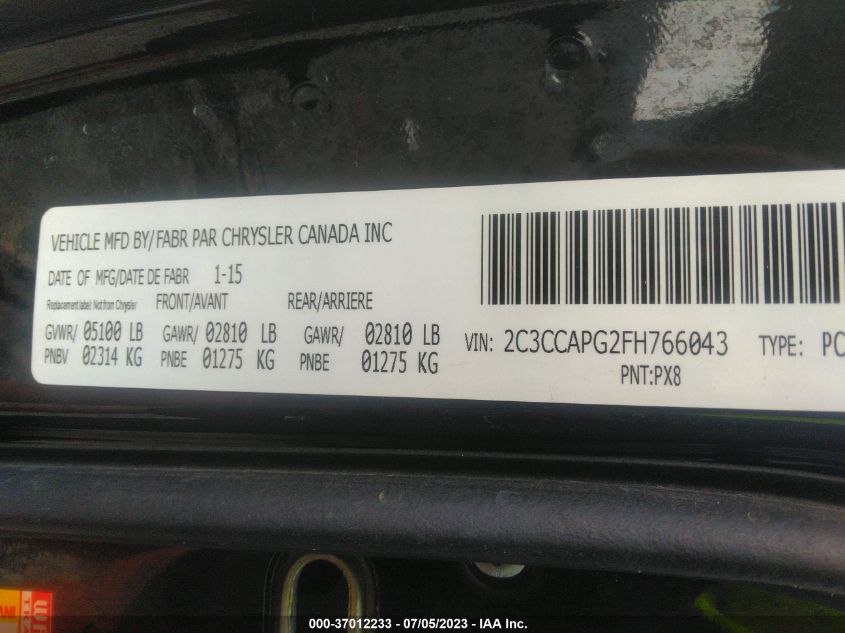 VEHICLE MFD BY/FABR PAR CHRYSLER CANADA INC
DATE OF MFG/DATE DE FABR 1-15
Replacement label. Not from Chrysler FRONT/AVANT REAR/ARRIERE
GVWR/ 05100 LB GAWR/ 02810 LB GAWR/ 02810 LB
PNBV 02314 KG PNBE 01275 KG PNBE 01275 KG
VIN: 2C3CCAPG2FH766043 TYPE: PC
PNT:PX8
000-37012233 - 07/05/2023 - IAA Inc.